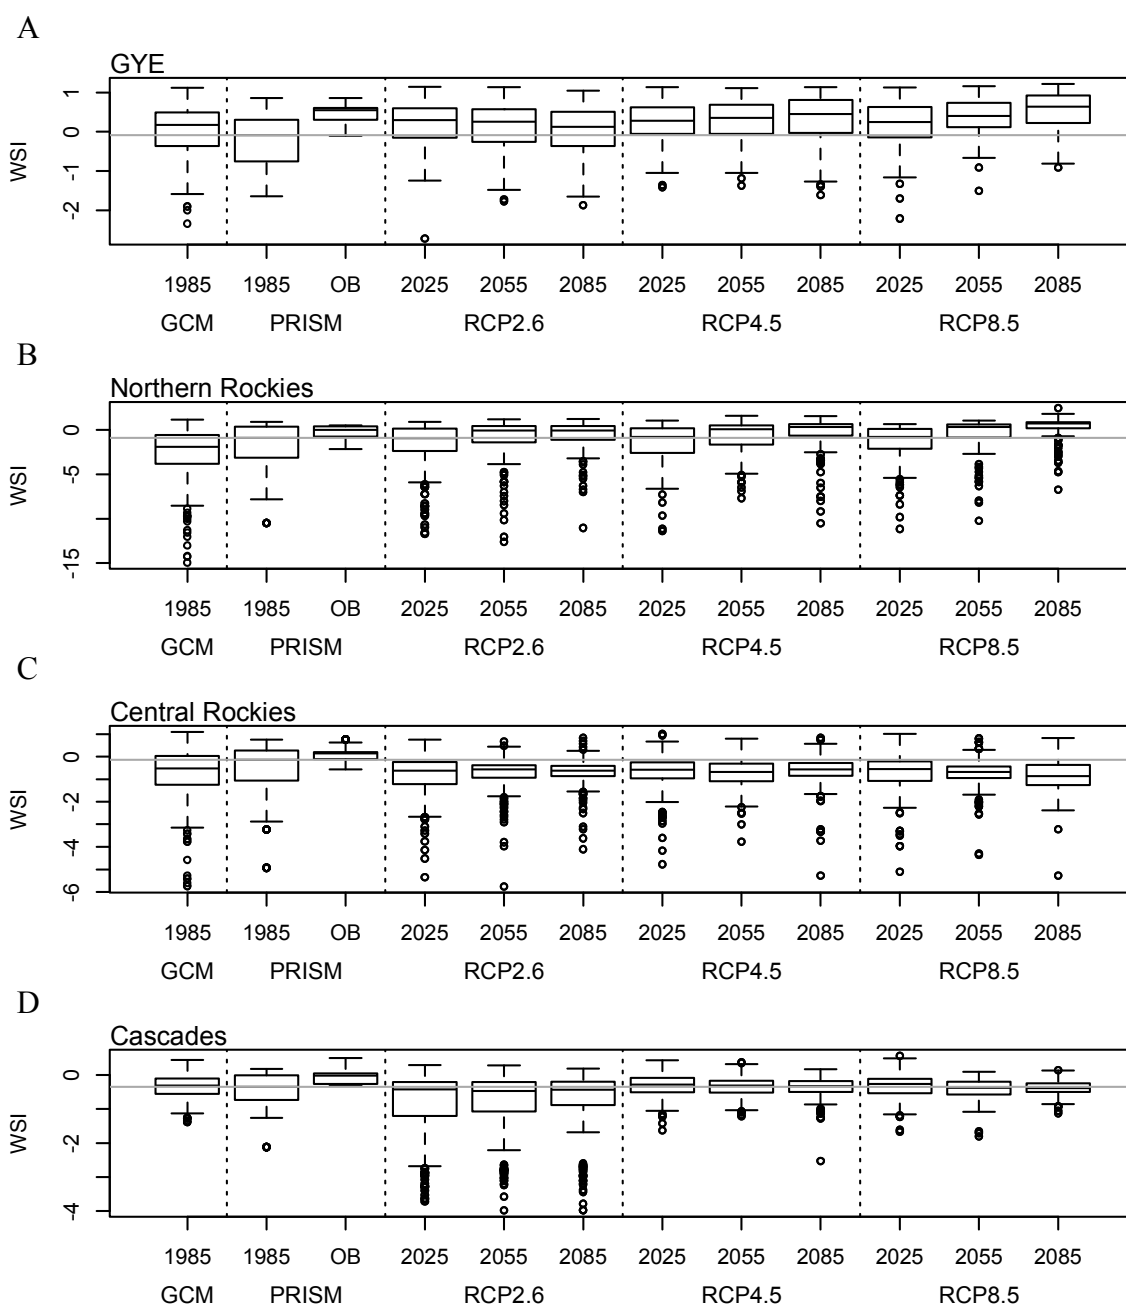 A
GYE
WSI
1
0
-1
-2
1985 1985 OB 2025 2055 2085 2025 2055 2085 2025 2055 2085
GCM PRISM RCP2.6 RCP4.5 RCP8.5
B
Northern Rockies
WSI
0
-5
-15
1985 1985 OB 2025 2055 2085 2025 2055 2085 2025 2055 2085
GCM PRISM RCP2.6 RCP4.5 RCP8.5
C
Central Rockies
WSI
0
-2
-4
-6
1985 1985 OB 2025 2055 2085 2025 2055 2085 2025 2055 2085
GCM PRISM RCP2.6 RCP4.5 RCP8.5
D
Cascades
WSI
0
-2
-4
1985 1985 OB 2025 2055 2085 2025 2055 2085 2025 2055 2085
GCM PRISM RCP2.6 RCP4.5 RCP8.5